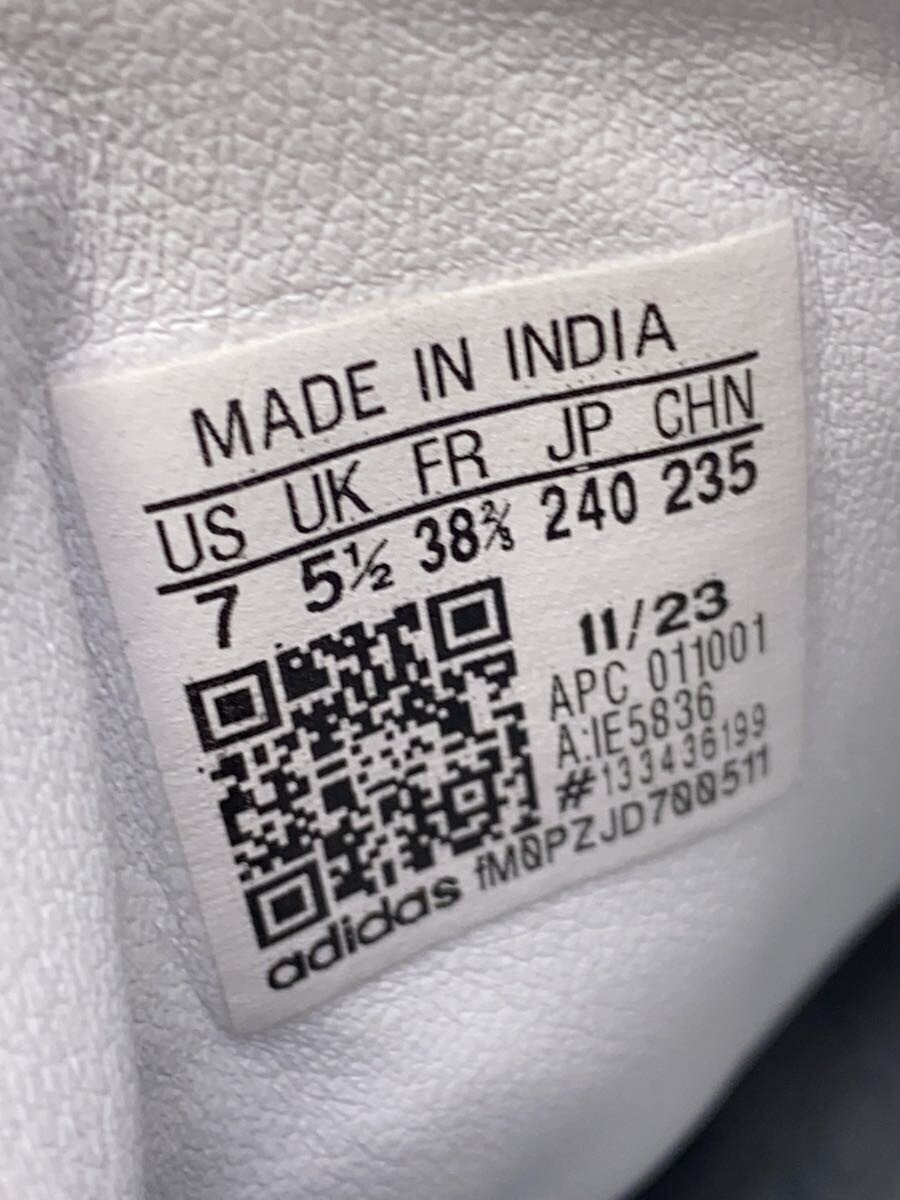 MADE IN INDIA
US UK FR JP CHN
7 5½ 38⅔ 240 235
11/23
APC 011001
A:IE5836
#133436199
adidas fM0PZJD700511